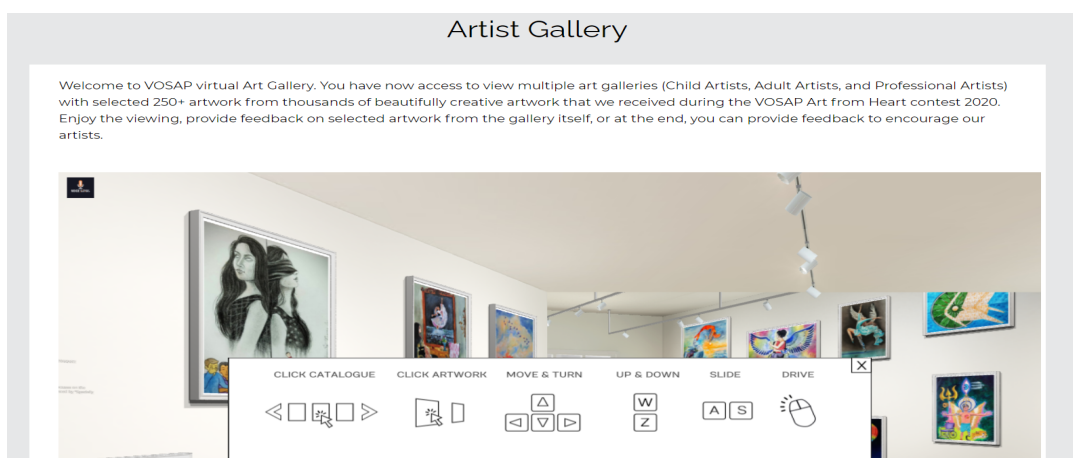 Artist Gallery
Welcome to VOSAP virtual Art Gallery. You have now access to view multiple art galleries (Child Artists, Adult Artists, and Professional Artists)
with selected 250+ artwork from thousands of beautifully creative artwork that we received during the VOSAP Art from Heart contest 2020.
Enjoy the viewing, provide feedback on selected artwork from the gallery itself, or at the end, you can provide feedback to encourage our
artists.
CLICK CATALOGUE CLICK ARTWORK MOVE & TURN UP & DOWN SLIDE DRIVE X
W
A S
Z